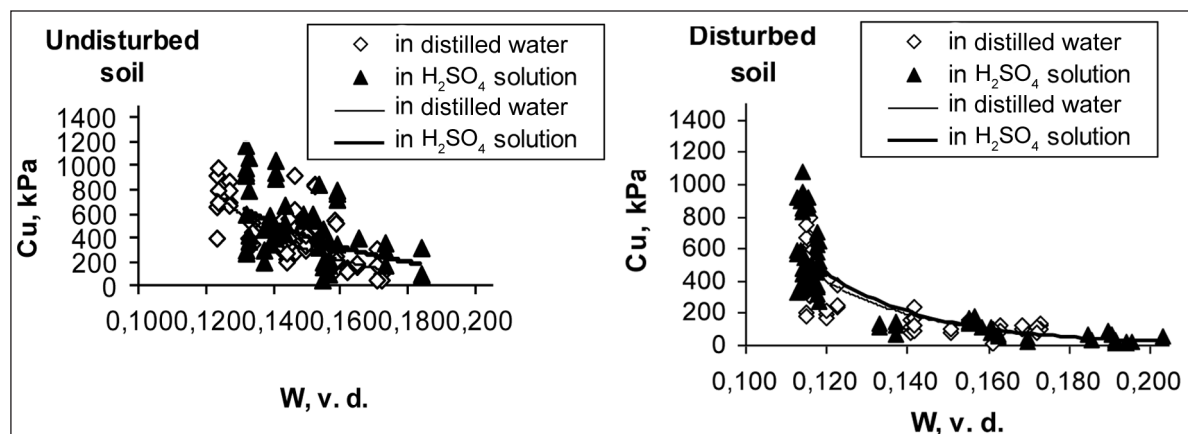 Undisturbed
soil
in distilled water
in H₂SO₄ solution
in distilled water
in H₂SO₄ solution
1400
1200
1000
800
600
400
200
0
Cu, kPa
0,1000,1200,1400,1600,1800,200
W, v. d.
Disturbed
soil
in distilled water
in H₂SO₄ solution
in distilled water
in H₂SO₄ solution
1400
1200
1000
800
600
400
200
0
Cu, kPa
0,100 0,120 0,140 0,160 0,180 0,200
W, v. d.